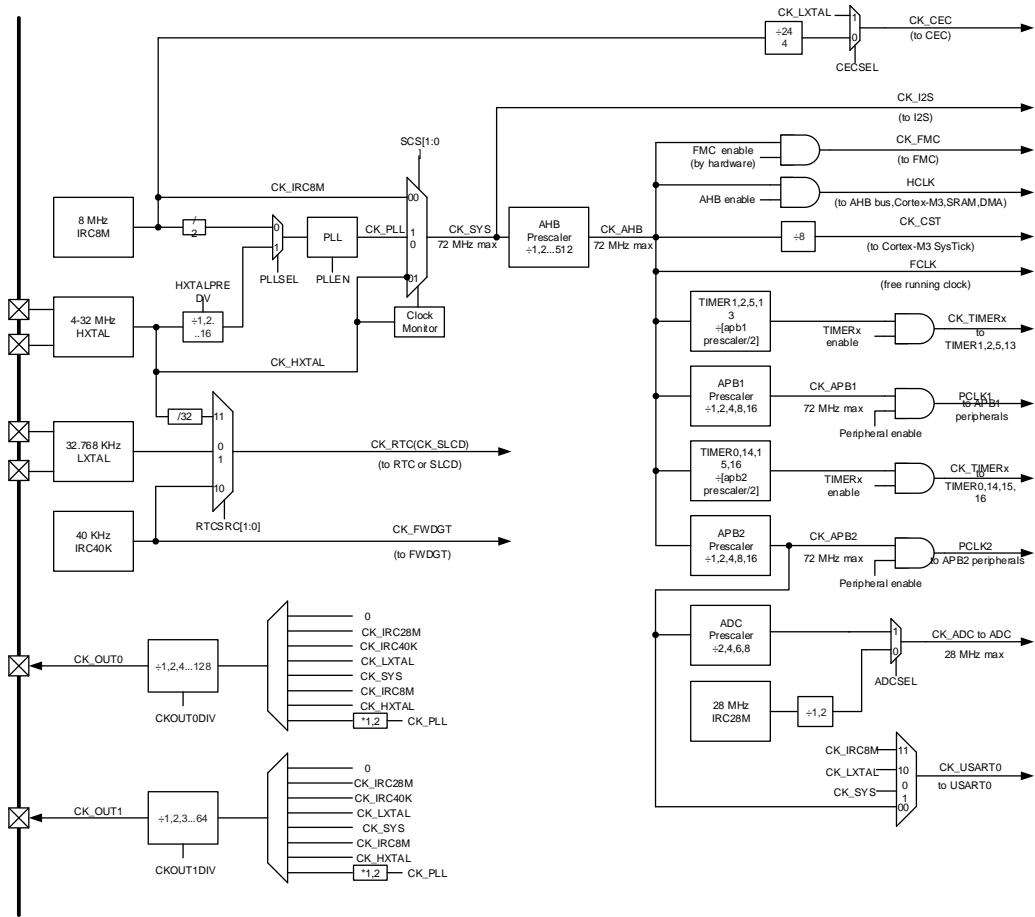 CK_LXTAL
1
0
CK_CEC
(to CEC)
÷24
4
CECSEL
CK_I2S
(to I2S)
SCS[1:0
]
FMC enable
(by hardware)
CK_FMC
(to FMC)
CK_IRC8M
00
AHB enable
HCLK
(to AHB bus,Cortex-M3,SRAM,DMA)
8 MHz
IRC8M
/
2
0
1
PLLSEL
PLL
PLLEN
CK_PLL
1
0
01
CK_SYS
72 MHz max
AHB
Prescaler
÷1,2...512
CK_AHB
72 MHz max
÷8
CK_CST
(to Cortex-M3 SysTick)
FCLK
(free running clock)
HXTALPRE
DV
4-32 MHz
HXTAL
÷1,2.
..16
Clock
Monitor
CK_HXTAL
TIMER1,2,5,1
3
÷[apb1
prescaler/2]
TIMERx
enable
CK_TIMERx
to
TIMER1,2,5,13
APB1
Prescaler
÷1,2,4,8,16
CK_APB1
72 MHz max
Peripheral enable
PCLK1
to APB1
peripherals
/32
11
0
1
10
32.768 KHz
LXTAL
CK_RTC(CK_SLCD)
(to RTC or SLCD)
RTCSRC[1:0]
40 KHz
IRC40K
CK_FWDGT
(to FWDGT)
TIMER0,14,1
5,16
÷[apb2
prescaler/2]
TIMERx
enable
CK_TIMERx
to
TIMER0,14,15,
16
APB2
Prescaler
÷1,2,4,8,16
CK_APB2
72 MHz max
Peripheral enable
PCLK2
to APB2 peripherals
ADC
Prescaler
÷2,4,6,8
1
0
ADCSEL
CK_ADC to ADC
28 MHz max
28 MHz
IRC28M
÷1,2
CK_IRC8M
11
CK_LXTAL
10
CK_SYS
0
1
00
CK_USART0
to USART0
CK_OUT0
÷1,2,4...128
CKOUT0DIV
0
CK_IRC28M
CK_IRC40K
CK_LXTAL
CK_SYS
CK_IRC8M
CK_HXTAL
*1,2
CK_PLL
CK_OUT1
÷1,2,3...64
CKOUT1DIV
0
CK_IRC28M
CK_IRC40K
CK_LXTAL
CK_SYS
CK_IRC8M
CK_HXTAL
*1,2
CK_PLL